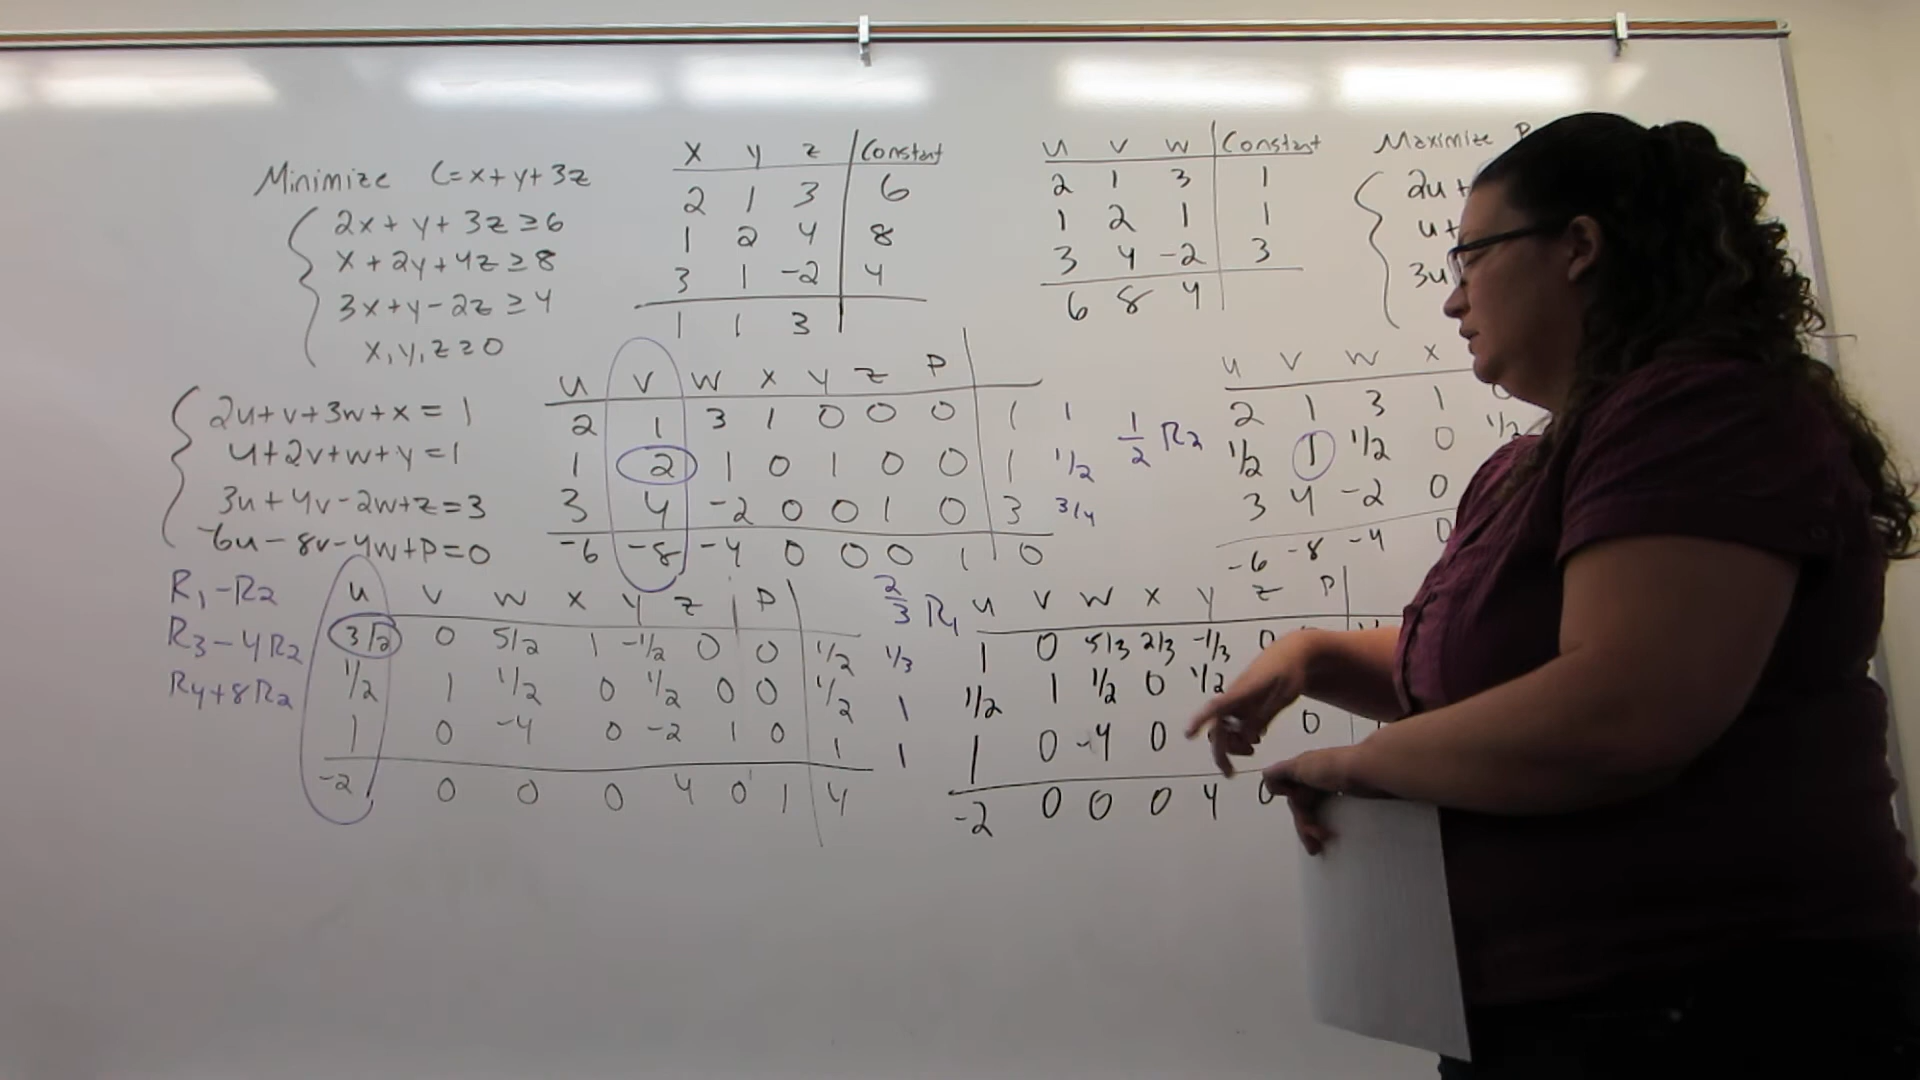 Minimize C=x+y+3z
2x+y+3z≥6
x+2y+4z≥8
3x+y-2z≥4
x,y,z≥0
x y z Constant
2 1 3 6
1 2 4 8
3 1 -2 4
1 1 3
u v w Constant
2 1 3 1
1 2 1 1
3 4 -2 3
6 8 4
Maximize P
2u+
u+
3u
2u+v+3w+x=1
u+2v+w+y=1
3u+4v-2w+z=3
-6u-8v-4w+P=0
u v w x y z P
2 1 3 1 0 0 0 1 1
1 2 1 0 1 0 0 1 1/2
3 4 -2 0 0 1 0 3 3/4
-6 -8 -4 0 0 0 1 0
1/2 R2
u v w x
2 1 3 1
1/2 1 1/2 0 1/2
3 4 -2 0
-6 -8 -4 0
R1-R2
R3-4R2
R4+8R2
u v w x y z P
3/2 0 5/2 1 -1/2 0 0 1/2 1/3
1/2 1 1/2 0 1/2 0 0 1/2 1
1 0 -4 0 -2 1 0 1 1
-2 0 0 0 4 0 1 4
2/3 R1
u v w x y z P
1 0 5/3 2/3 -1/3 0
1/2 1 1/2 0 1/2
1 0 -4 0 0
-2 0 0 0 4 0